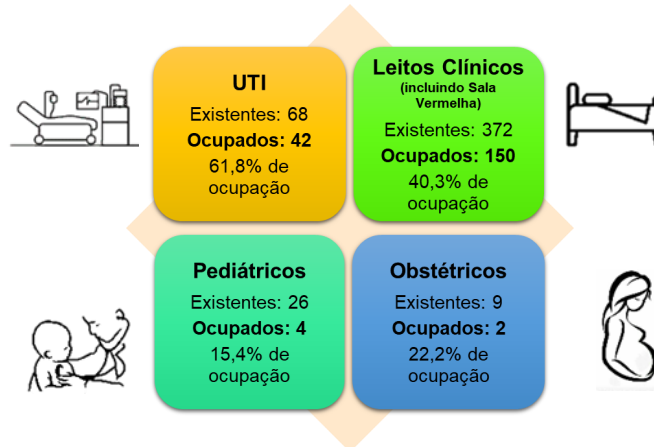 UTI
Existentes: 68
Ocupados: 42
61,8% de
ocupação
Leitos Clínicos
(incluindo Sala
Vermelha)
Existentes: 372
Ocupados: 150
40,3% de
ocupação
Pediátricos
Existentes: 26
Ocupados: 4
15,4% de
ocupação
Obstétricos
Existentes: 9
Ocupados: 2
22,2% de
ocupação